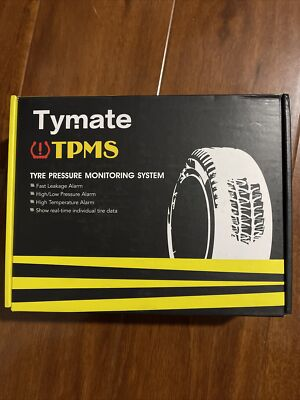 Tymate
TPMS
TYRE PRESSURE MONITORING SYSTEM
Fast Leakage Alarm
High/Low Pressure Alarm
High Temperature Alarm
Show real-time individual tire data